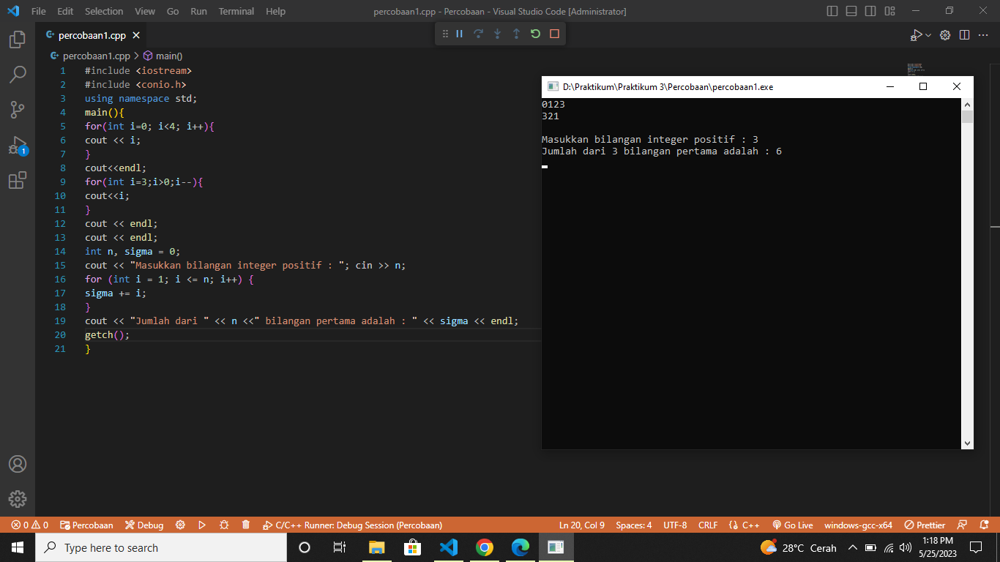 File Edit Selection View Go Run Terminal Help percobaan1.cpp - Percobaan - Visual Studio Code [Administrator]
percobaan1.cpp
percobaan1.cpp > main()
1 #include <iostream>
2 #include <conio.h>
3 using namespace std;
4 main(){
5 for(int i=0; i<4; i++){
6 cout << i;
7 }
8 cout<<endl;
9 for(int i=3;i>0;i--){
10 cout<<i;
11 }
12 cout << endl;
13 cout << endl;
14 int n, sigma = 0;
15 cout << "Masukkan bilangan integer positif : "; cin >> n;
16 for (int i = 1; i <= n; i++) {
17 sigma += i;
18 }
19 cout << "Jumlah dari " << n <<" bilangan pertama adalah : " << sigma << endl;
20 getch();
21 }
D:\Praktikum\Praktikum 3\Percobaan\percobaan1.exe
0123
321
Masukkan bilangan integer positif : 3
Jumlah dari 3 bilangan pertama adalah : 6
1
0 0 Percobaan Debug C/C++ Runner: Debug Session (Percobaan) Ln 20, Col 9 Spaces: 4 UTF-8 CRLF C++ Go Live windows-gcc-x64 Prettier
Type here to search 28°C Cerah 1:18 PM
5/25/2023